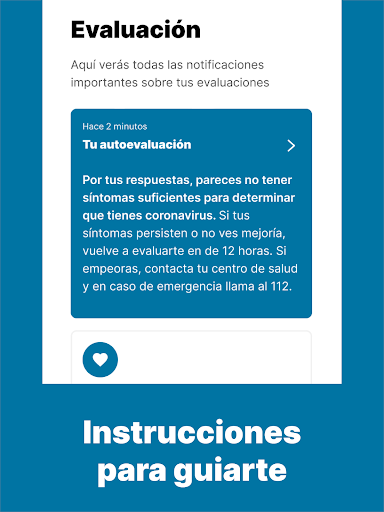 Evaluación
Aquí verás todas las notificaciones
importantes sobre tus evaluaciones
Hace 2 minutos
Tu autoevaluación
Por tus respuestas, pareces no tener
síntomas suficientes para determinar
que tienes coronavirus. Si tus
síntomas persisten o no ves mejoría,
vuelve a evaluarte en de 12 horas. Si
empeoras, contacta tu centro de salud
y en caso de emergencia llama al 112.
Instrucciones
para guiarte